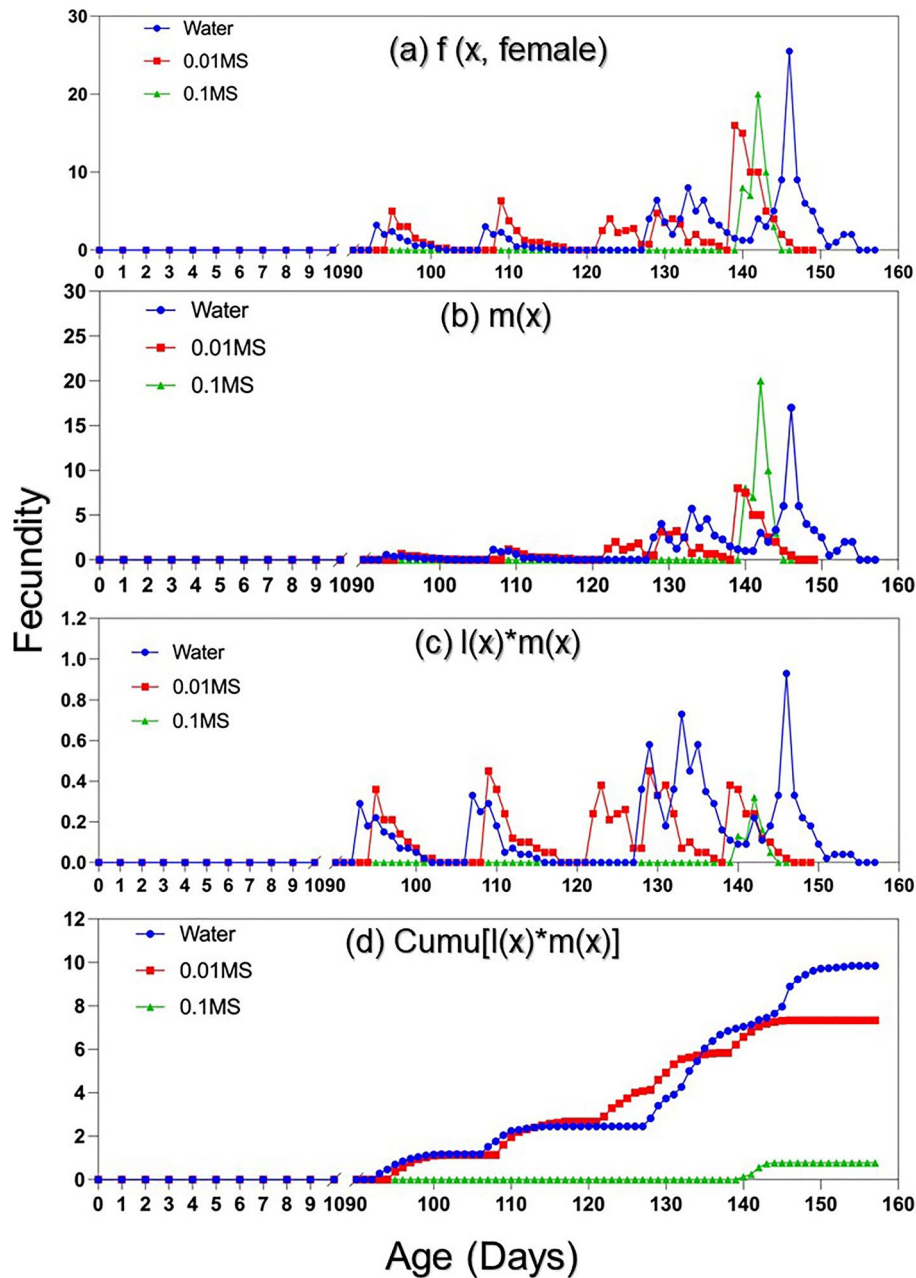 Fecundity
30
20
10
0
Water
0.01MS
0.1MS
(a) f (x, female)
0 1 2 3 4 5 6 7 8 9 10 90 100 110 120 130 140 150 160
30
25
20
15
10
5
0
Water
0.01MS
0.1MS
(b) m(x)
0 1 2 3 4 5 6 7 8 9 10 90 100 110 120 130 140 150 160
1.2
1.0
0.8
0.6
0.4
0.2
0.0
Water
0.01MS
0.1MS
(c) l(x)*m(x)
0 1 2 3 4 5 6 7 8 9 10 90 100 110 120 130 140 150 160
12
10
8
6
4
2
0
Water
0.01MS
0.1MS
(d) Cumu[l(x)*m(x)]
0 1 2 3 4 5 6 7 8 9 10 90 100 110 120 130 140 150 160
Age (Days)